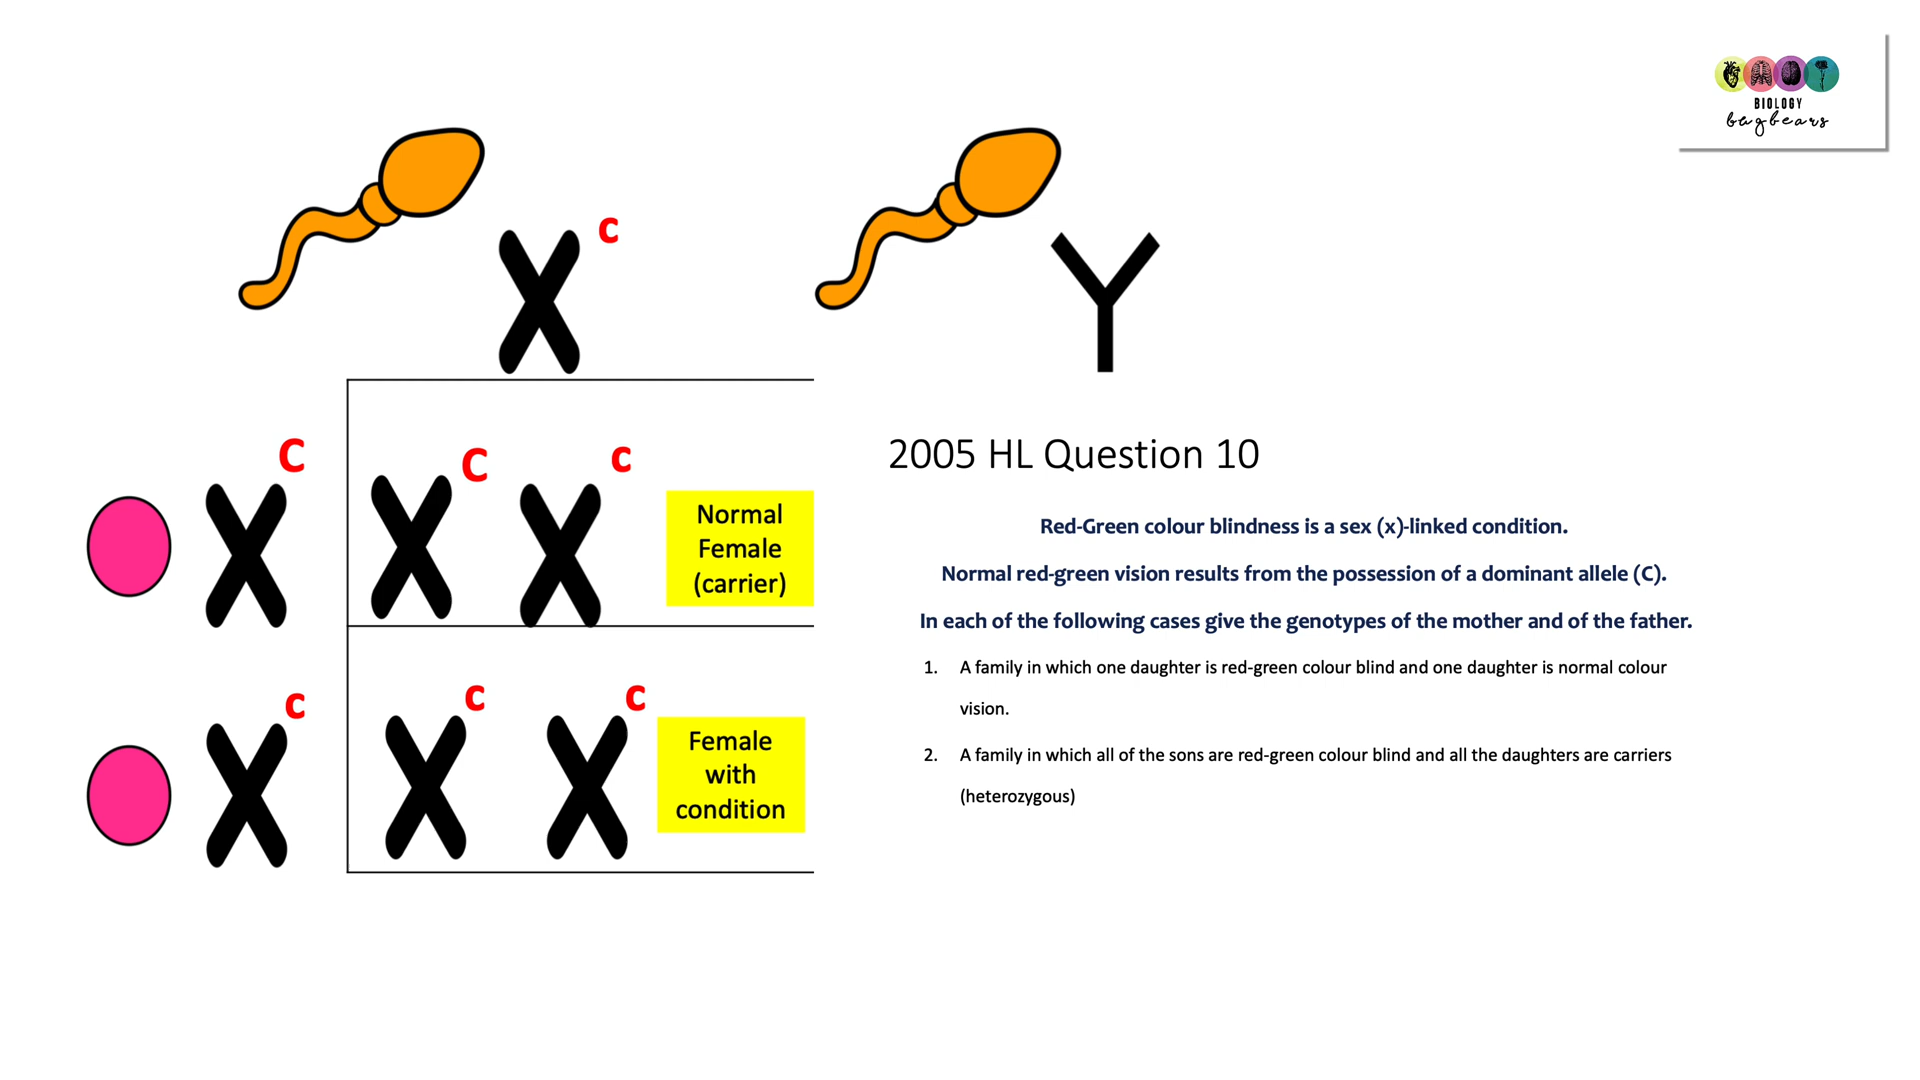 BIOLOGY
bugbears
c
X
Y
C
X
C
X
c
X
Normal
Female
(carrier)
c
X
c
X
c
X
Female
with
condition
2005 HL Question 10
Red-Green colour blindness is a sex (x)-linked condition.
Normal red-green vision results from the possession of a dominant allele (C).
In each of the following cases give the genotypes of the mother and of the father.
1. A family in which one daughter is red-green colour blind and one daughter is normal colour
vision.
2. A family in which all of the sons are red-green colour blind and all the daughters are carriers
(heterozygous)